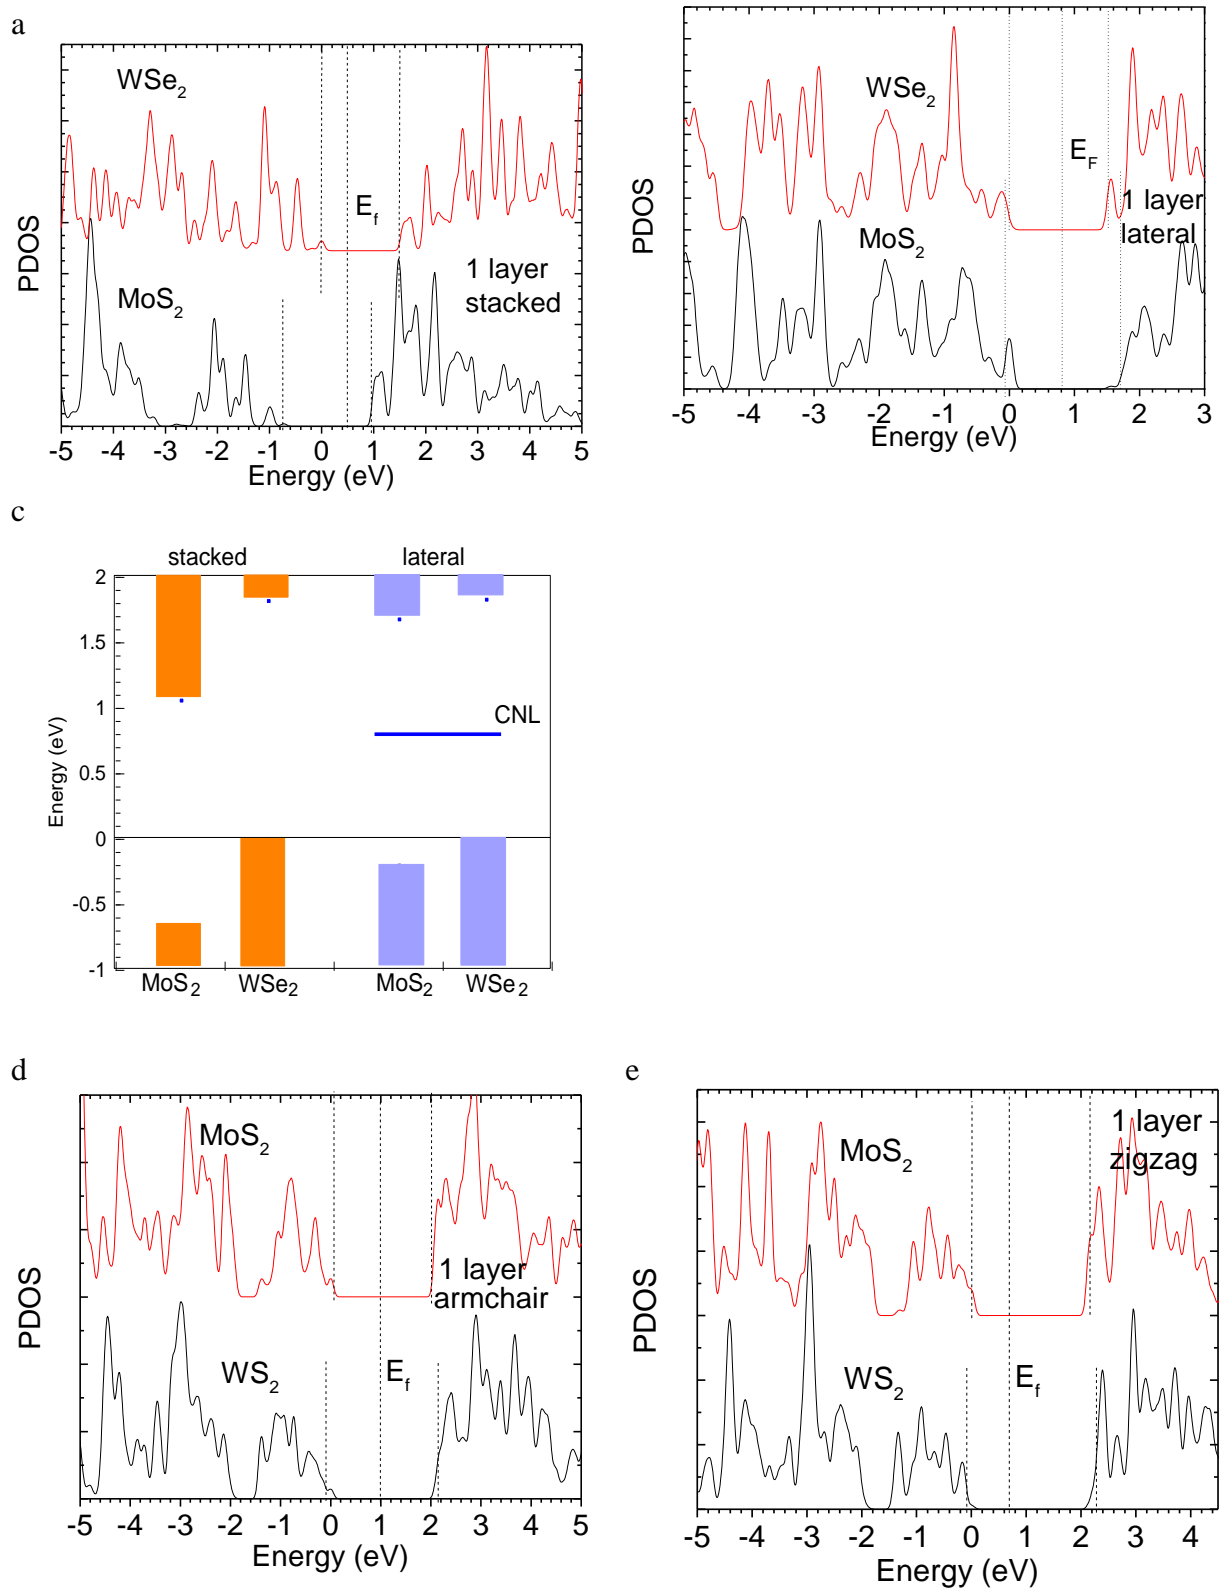 a
WSe2
Ef
1 layer
stacked
MoS2
PDOS
-5 -4 -3 -2 -1 0 1 2 3 4 5
Energy (eV)
WSe2
EF
1 layer
lateral
MoS2
PDOS
-5 -4 -3 -2 -1 0 1 2 3
Energy (eV)
c
stacked lateral
2
1.5
1
0.5
0
-0.5
-1
Energy (eV)
CNL
MoS2 WSe2 MoS2 WSe2
d
MoS2
1 layer
armchair
WS2
Ef
PDOS
-5 -4 -3 -2 -1 0 1 2 3 4 5
Energy (eV)
e
1 layer
zigzag
MoS2
WS2
Ef
PDOS
-5 -4 -3 -2 -1 0 1 2 3 4
Energy (eV)